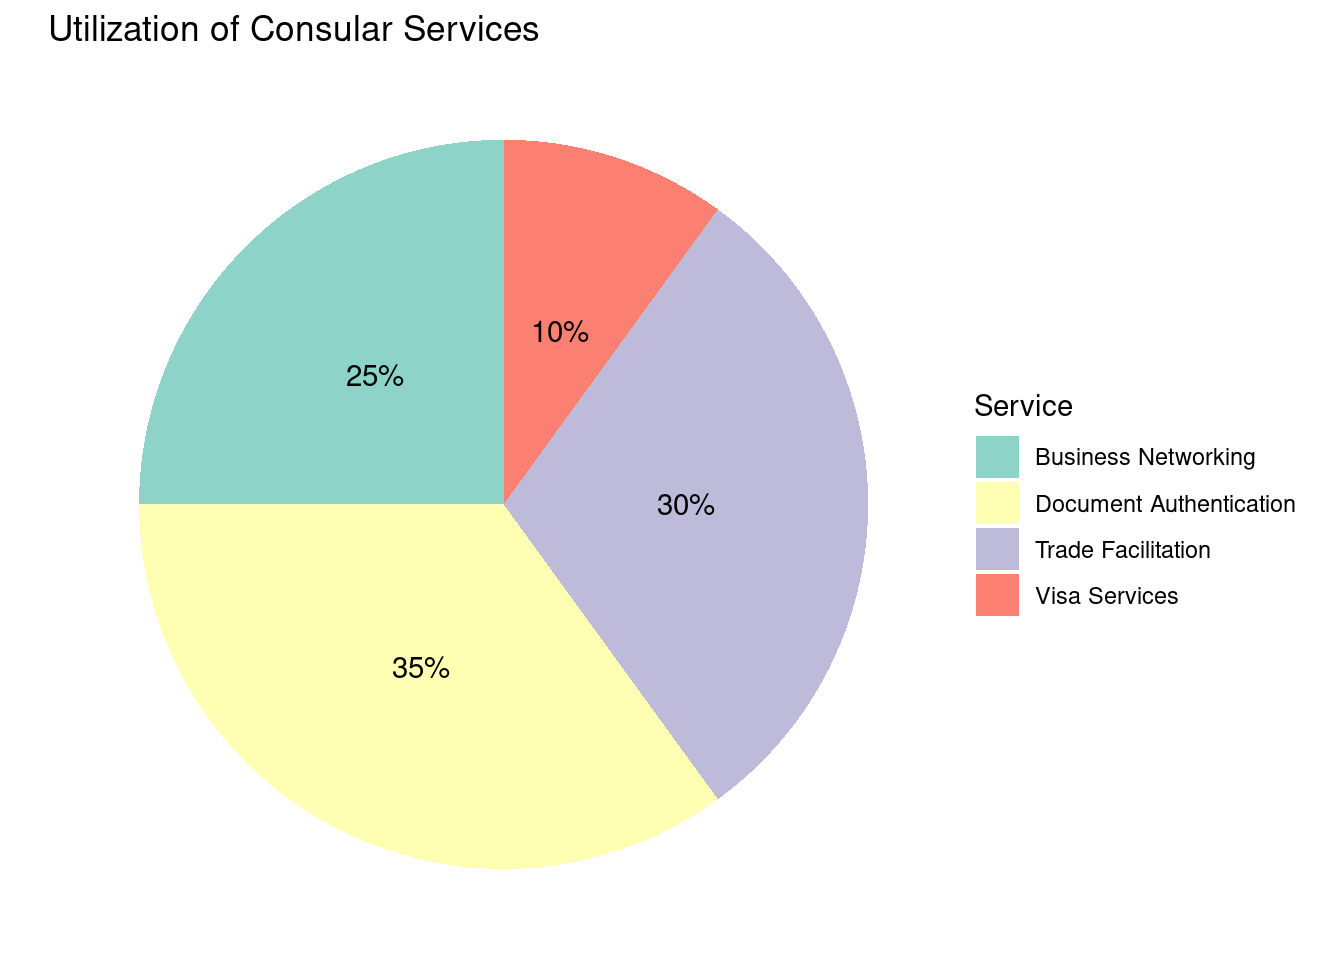 Utilization of Consular Services
10%
25%
30%
35%
Service
Business Networking
Document Authentication
Trade Facilitation
Visa Services